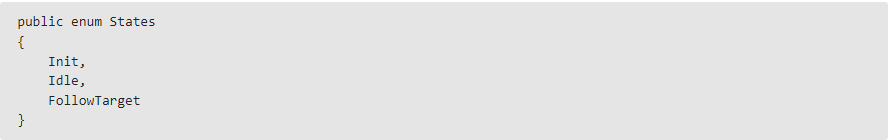 public enum States
{
    Init,
    Idle,
    FollowTarget
}